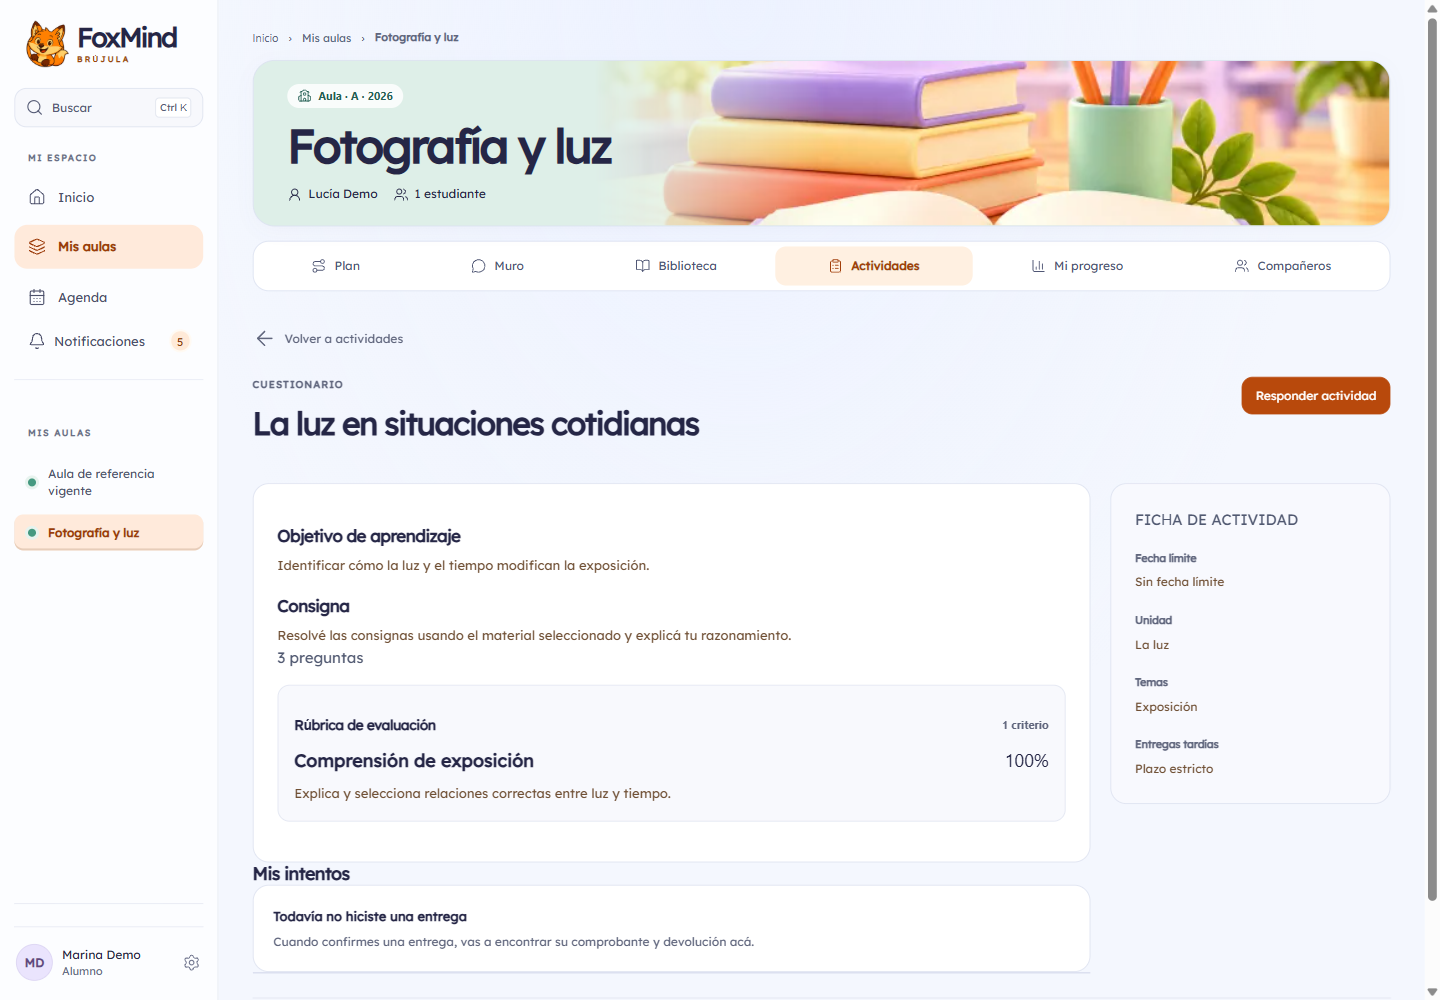 FoxMind
BRÚJULA
Buscar
Ctrl K
MI ESPACIO
Inicio
Mis aulas
Agenda
Notificaciones
5
MIS AULAS
Aula de referencia
vigente
Fotografía y luz
MD
Marina Demo
Alumno
Inicio › Mis aulas › Fotografía y luz
Aula · A · 2026
Fotografía y luz
Lucía Demo
1 estudiante
Plan
Muro
Biblioteca
Actividades
Mi progreso
Compañeros
Volver a actividades
CUESTIONARIO
La luz en situaciones cotidianas
Responder actividad
Objetivo de aprendizaje
Identificar cómo la luz y el tiempo modifican la exposición.
Consigna
Resolvé las consignas usando el material seleccionado y explicá tu razonamiento.
3 preguntas
Rúbrica de evaluación
1 criterio
Comprensión de exposición
100%
Explica y selecciona relaciones correctas entre luz y tiempo.
Mis intentos
Todavía no hiciste una entrega
Cuando confirmes una entrega, vas a encontrar su comprobante y devolución acá.
FICHA DE ACTIVIDAD
Fecha límite
Sin fecha límite
Unidad
La luz
Temas
Exposición
Entregas tardías
Plazo estricto